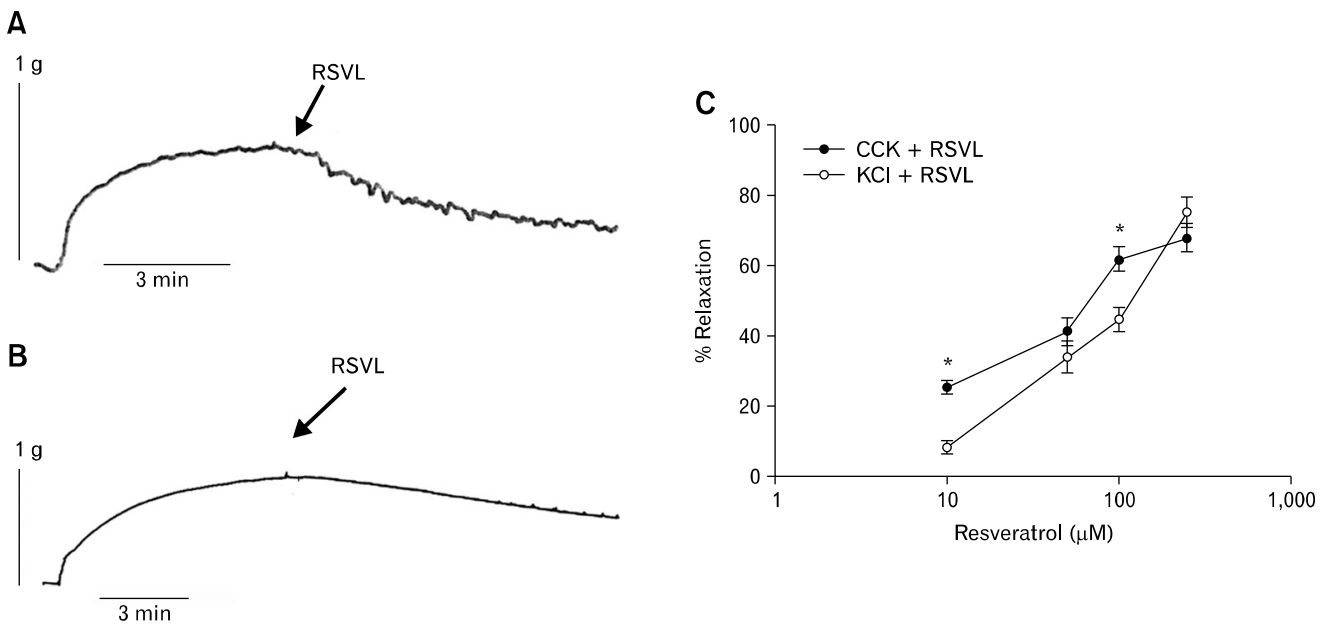 A
1 g
RSVL
3 min
B
RSVL
1 g
3 min
C
100
80
60
40
20
0
% Relaxation
CCK + RSVL
KCl + RSVL
*
*
1
10
100
1,000
Resveratrol (µM)